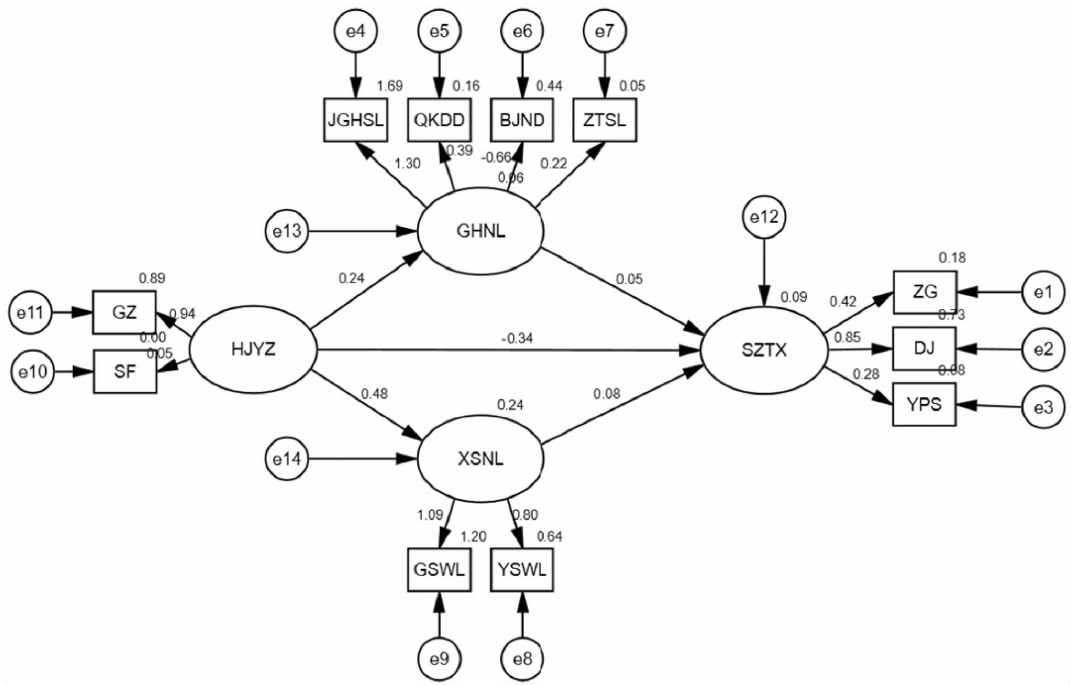 e4 e5 e6 e7
1.69 0.16 0.44 0.05
JGHSL QKDD BJND ZTSL
1.30 0.39 -0.66 0.22
0.06
e13 GHNL e12
0.24 0.05
0.89 0.18
e11 GZ 0.94 0.09 0.42 ZG e1
0.00 0.73
HJYZ -0.34 SZTX 0.85 DJ e2
e10 SF 0.05 0.28 0.08
0.48 0.24 0.08 YPS e3
e14 XSNL
1.09 0.80
1.20 0.64
GSWL YSWL
e9 e8